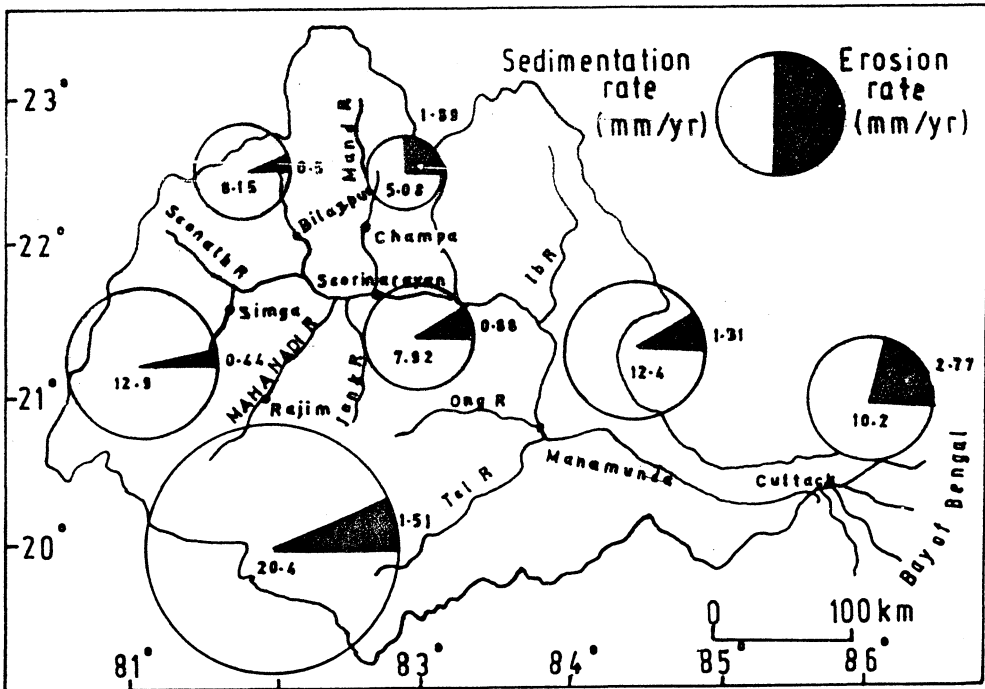 Sedimentation
rate
(mm/yr)
Erosion
rate
(mm/yr)
23°
22°
21°
20°
1·89
5·08
Mand R
0·5
8·15
Bilaspur
Champa
Seonath R
Seorinarayan
Ib R
Simga
0·44
12·9
MAHANADI R
Rajim
Jonk R
0·88
7.92
1·31
12·4
2·77
10·2
Ong R
Manamunda
Tel R
Cuttack
Bay of Bengal
1·51
20·4
0 100 km
81° 83° 84° 85° 86°